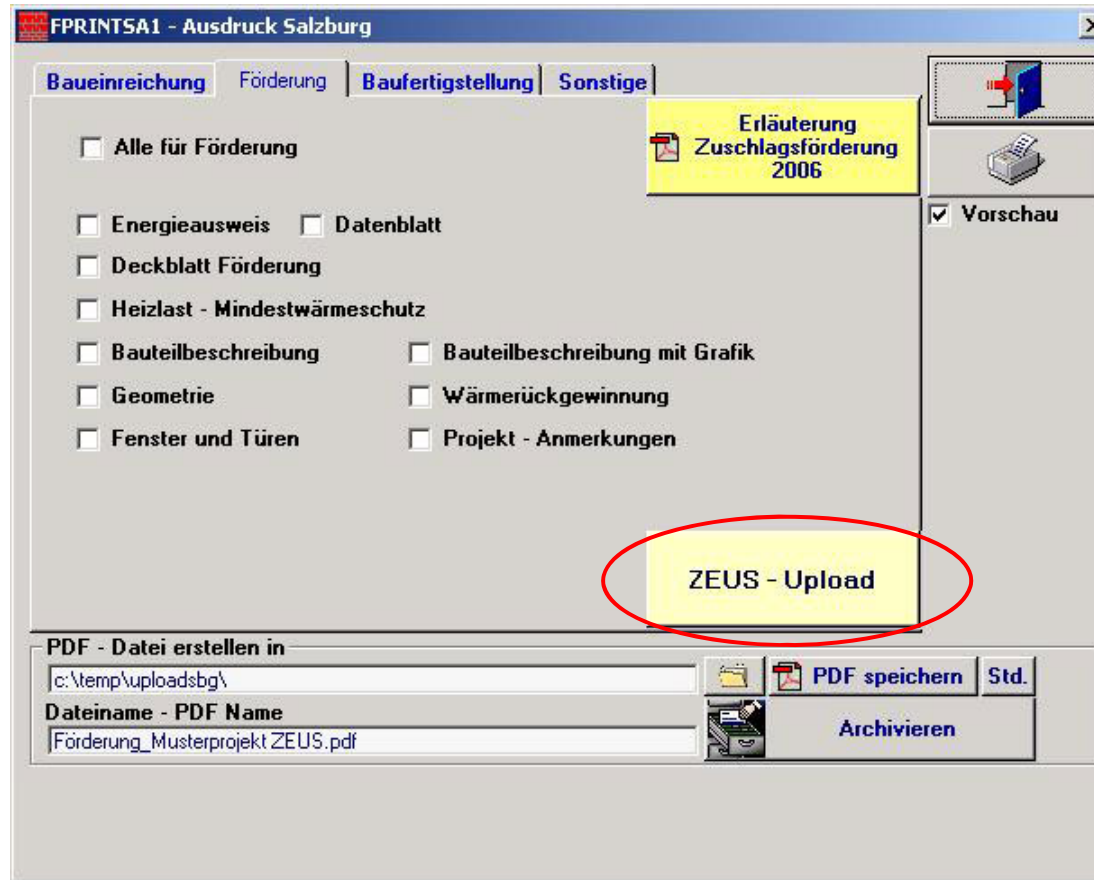 FPRINTSA1 - Ausdruck Salzburg
Baueinreichung Förderung Baufertigstellung Sonstige
Erläuterung
Zuschlagsförderung
2006
Alle für Förderung
Vorschau
Energieausweis Datenblatt
Deckblatt Förderung
Heizlast - Mindestwärmeschutz
Bauteilbeschreibung Bauteilbeschreibung mit Grafik
Geometrie Wärmerückgewinnung
Fenster und Türen Projekt - Anmerkungen
ZEUS - Upload
PDF - Datei erstellen in
c:\temp\uploadsbg\ PDF speichern Std.
Dateiname - PDF Name
Förderung_Musterprojekt ZEUS.pdf Archivieren